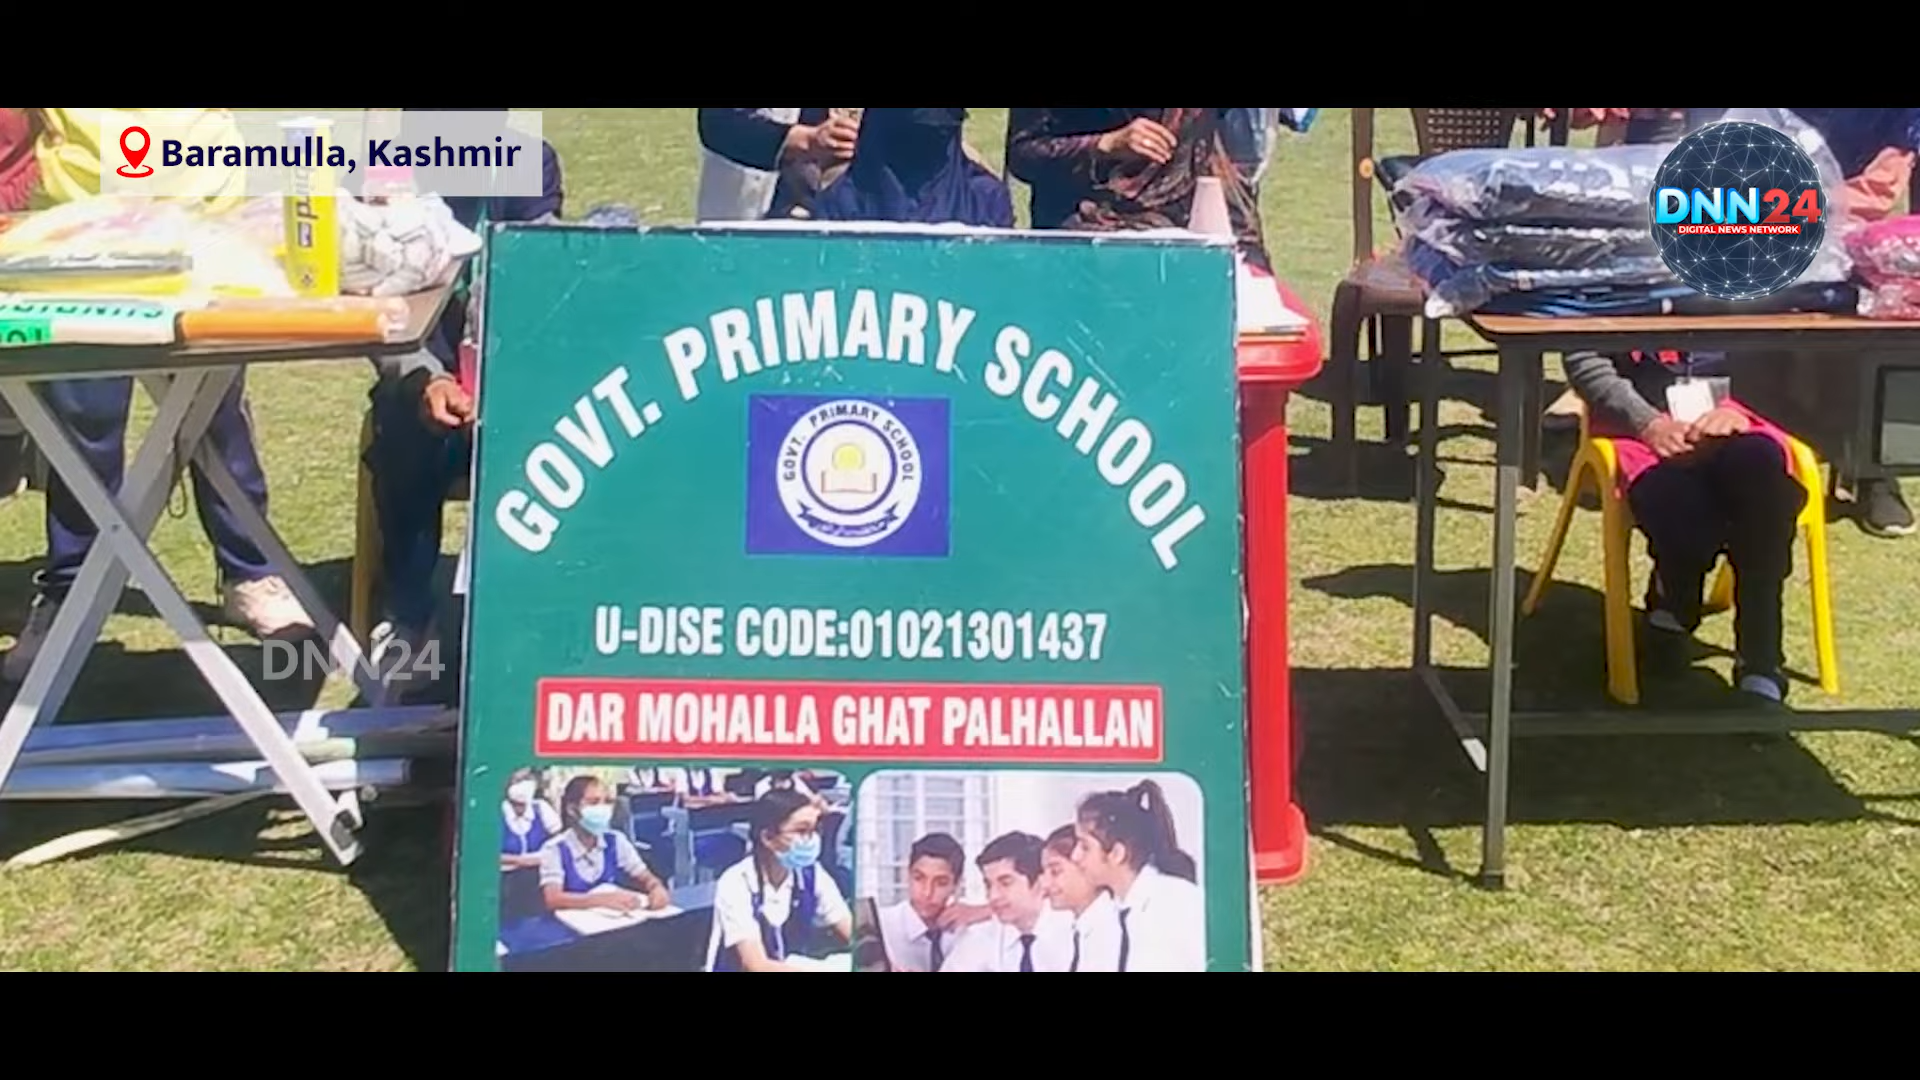 Baramulla, Kashmir
DNN24
DIGITAL NEWS NETWORK
GOVT. PRIMARY SCHOOL
GOVT. PRIMARY SCHOOL
U-DISE CODE:01021301437
DNN24
DAR MOHALLA GHAT PALHALLAN